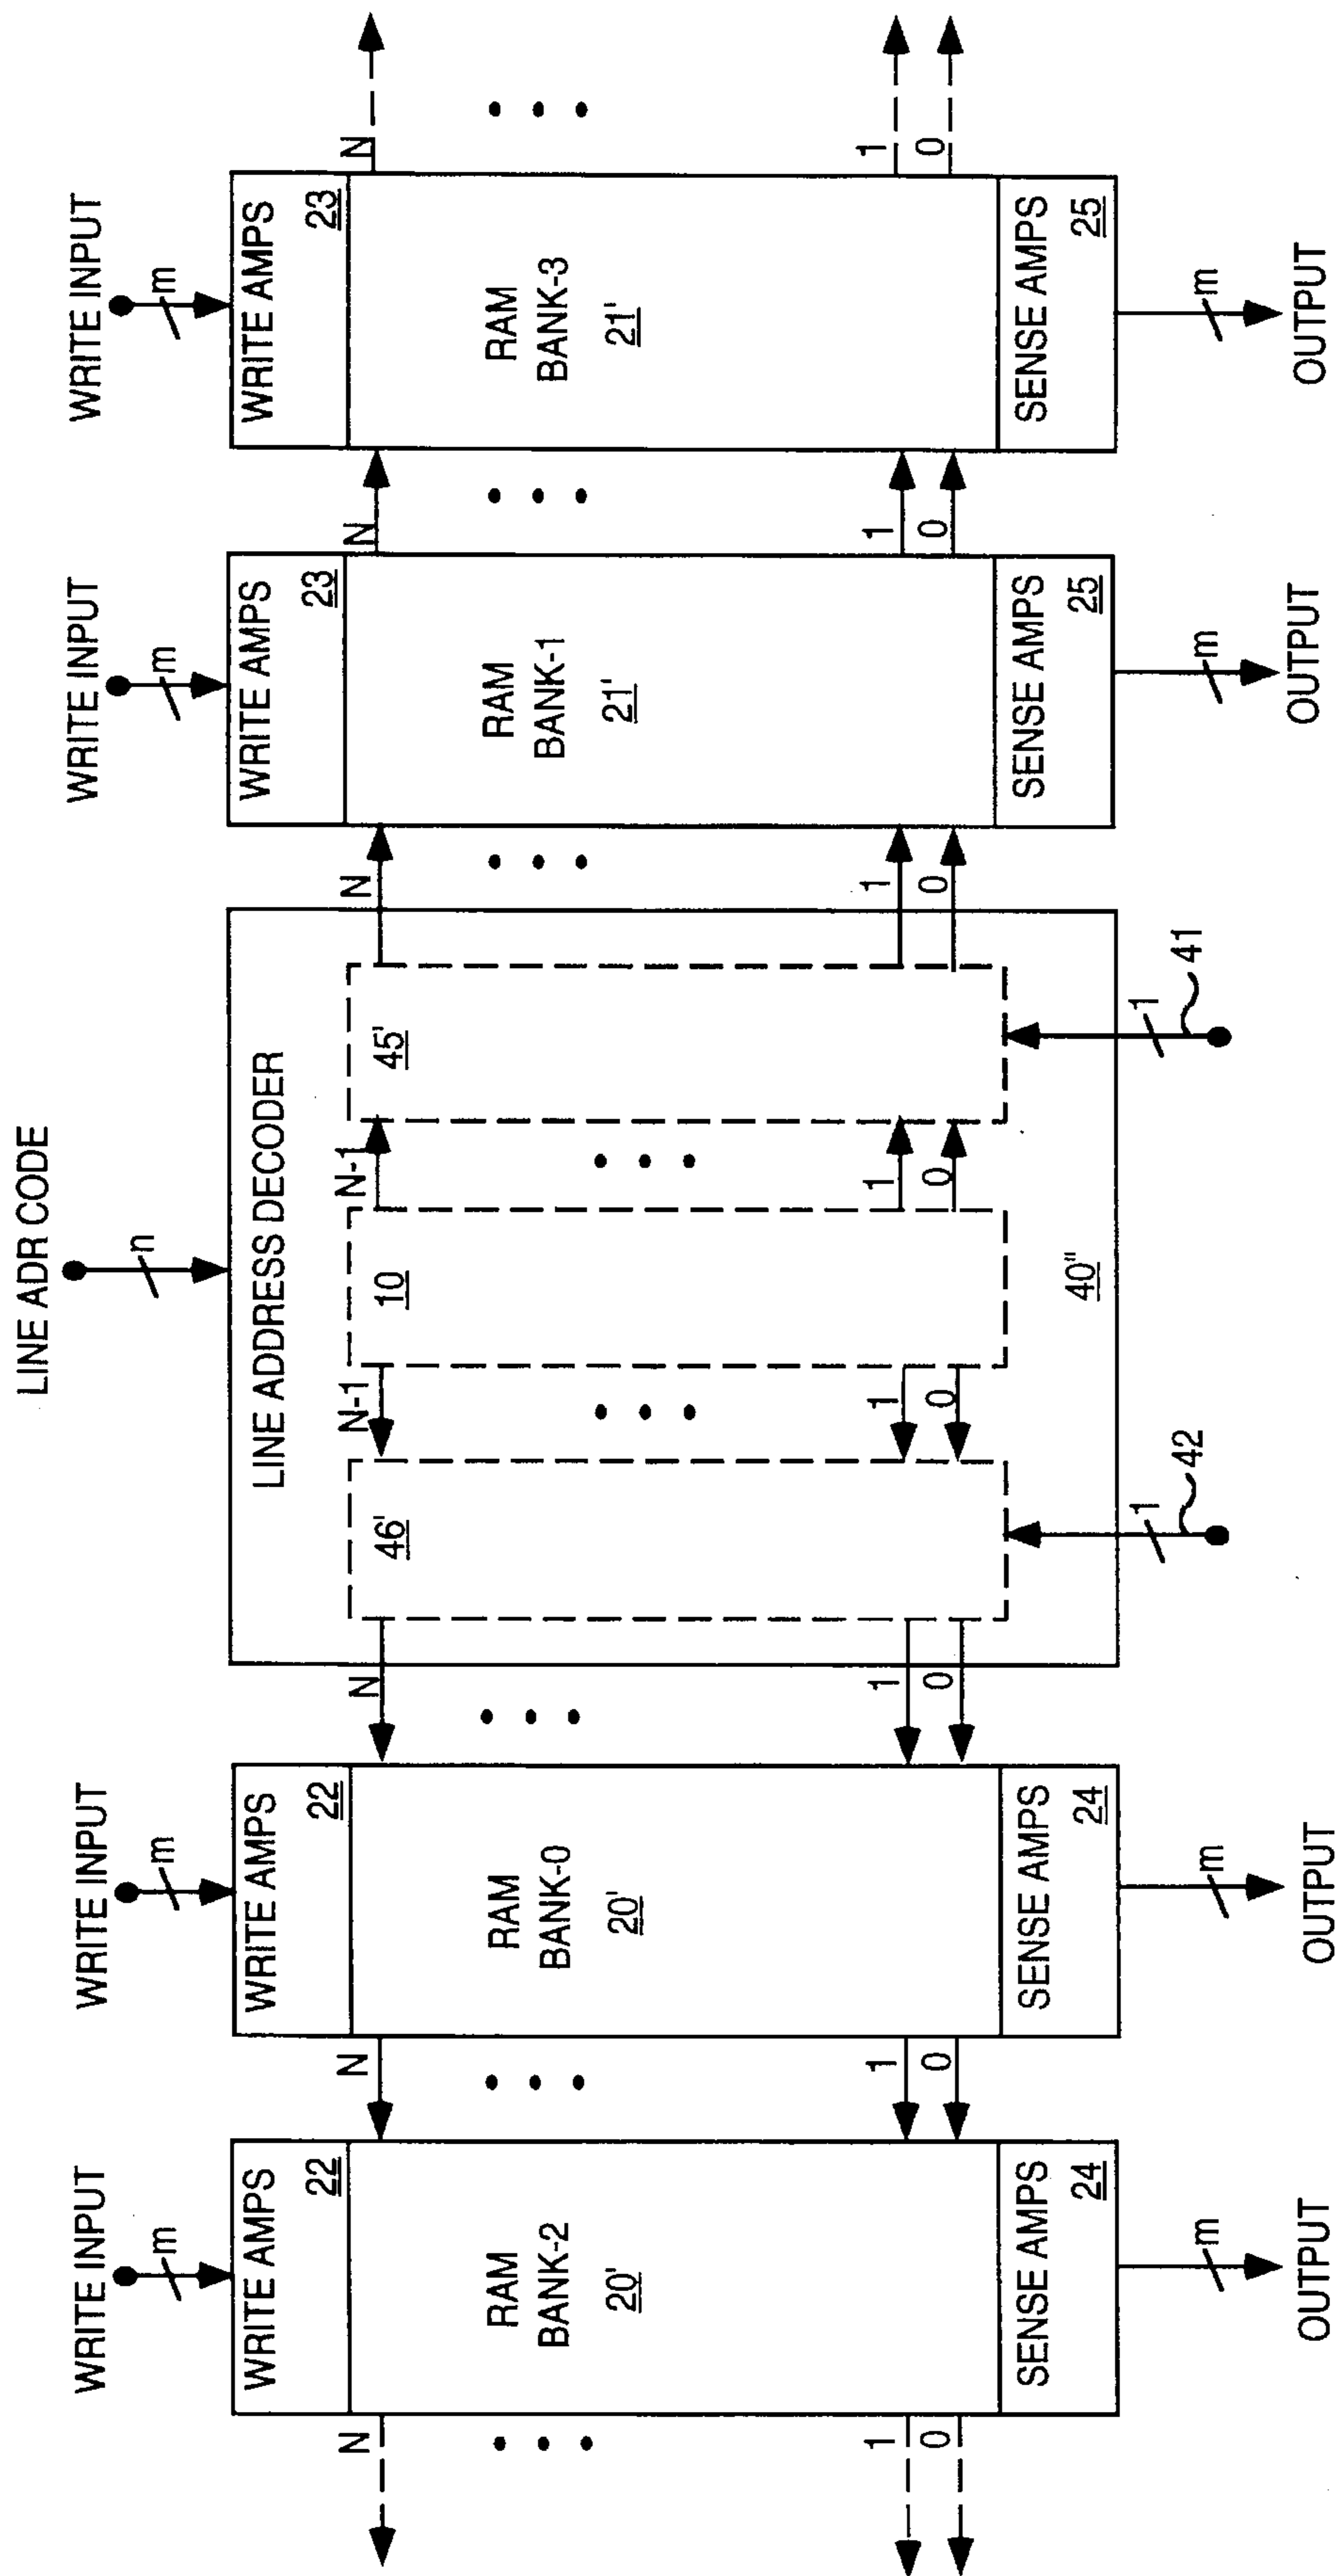 LINE ADR CODE
WRITE INPUT
WRITE INPUT
WRITE INPUT
WRITE INPUT
m
m
n
m
m
WRITE AMPS
22
WRITE AMPS
22
LINE ADDRESS DECODER
WRITE AMPS
23
WRITE AMPS
23
N
N
N
N-1
N-1
N
N
N
46'
10
45'
RAM
BANK-2
20'
RAM
BANK-0
20'
RAM
BANK-1
21'
RAM
BANK-3
21'
1
1
1
1
1
1
1
1
0
0
0
0
0
0
0
0
SENSE AMPS
24
SENSE AMPS
24
40"
SENSE AMPS
25
SENSE AMPS
25
m
m
1
42
1
41
m
m
OUTPUT
OUTPUT
OUTPUT
OUTPUT